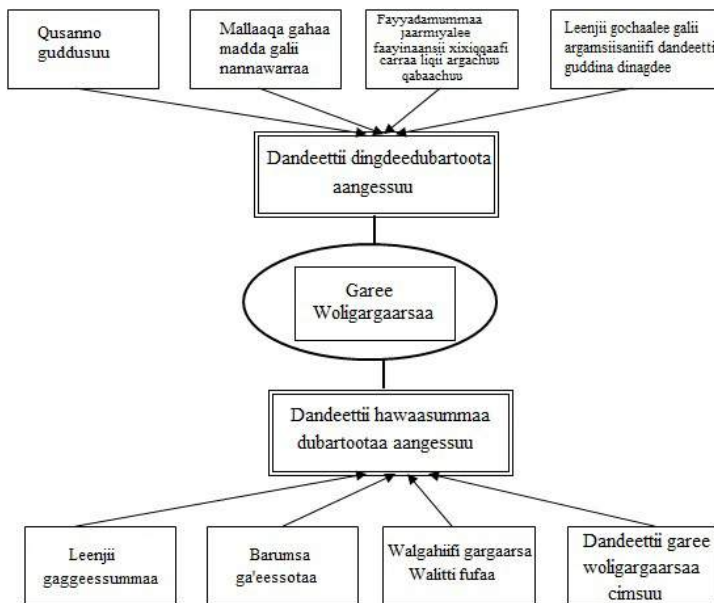 Qusanno
guddusuu
Mallaaqa gahaa
madda galii
nannawarraa
Fayyadamummaa
jaarmiyalee
faayinaansii xixiqqaafi
carraa liqii argachuu
qabaachuu
Leenjii gochaalee galii
argamsiisaniifi dandeetti
guddina dinagdee
Dandeettii dingdeedubartoota
aangessuu
Garee
Woligargaarsaa
Dandeettii hawaasummaa
dubartootaa aangessuu
Leenjii
gaggeessummaa
Barumsa
ga'eessotaa
Walgahiifi gargaarsa
Walitti fufaa
Dandeettii garee
woligargaarsaa
cimsuu